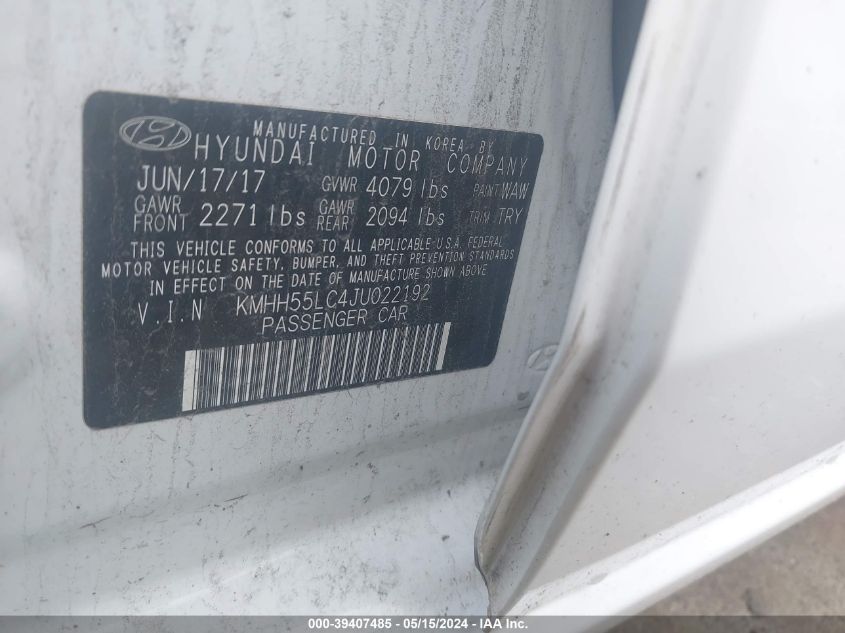 MANUFACTURED IN KOREA BY
HYUNDAI MOTOR COMPANY
JUN/17/17 GVWR 4079 lbs PAINT WAW
GAWR FRONT 2271 lbs GAWR REAR 2094 lbs TRIM TRY
THIS VEHICLE CONFORMS TO ALL APPLICABLE U.S.A. FEDERAL
MOTOR VEHICLE SAFETY, BUMPER, AND THEFT PREVENTION STANDARDS
IN EFFECT ON THE DATE OF MANUFACTURE SHOWN ABOVE
V.I.N KMHH55LC4JU022192
PASSENGER CAR
000-39407485 - 05/15/2024 - IAA Inc.